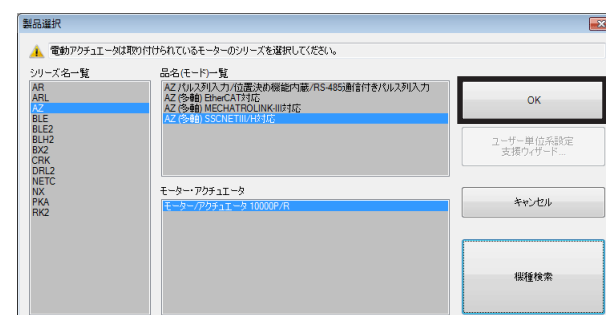 製品選択
電動アクチュエータは取り付けられているモーターのシリーズを選択してください。
シリーズ名一覧
AR
ARL
AZ
BLE
BLE2
BLH2
BX2
CRK
DRL2
NETC
NX
PKA
RK2
品名(モード)一覧
AZ パルス列入力/位置決め機能内蔵/RS-485通信付きパルス列入力
AZ (多軸) EtherCAT対応
AZ (多軸) MECHATROLINK-III対応
AZ (多軸) SSCNETIII/H対応
モーター・アクチュエータ
モーター/アクチュエータ 10000P/R
OK
ユーザー単位系設定
支援ウィザード...
キャンセル
機種検索